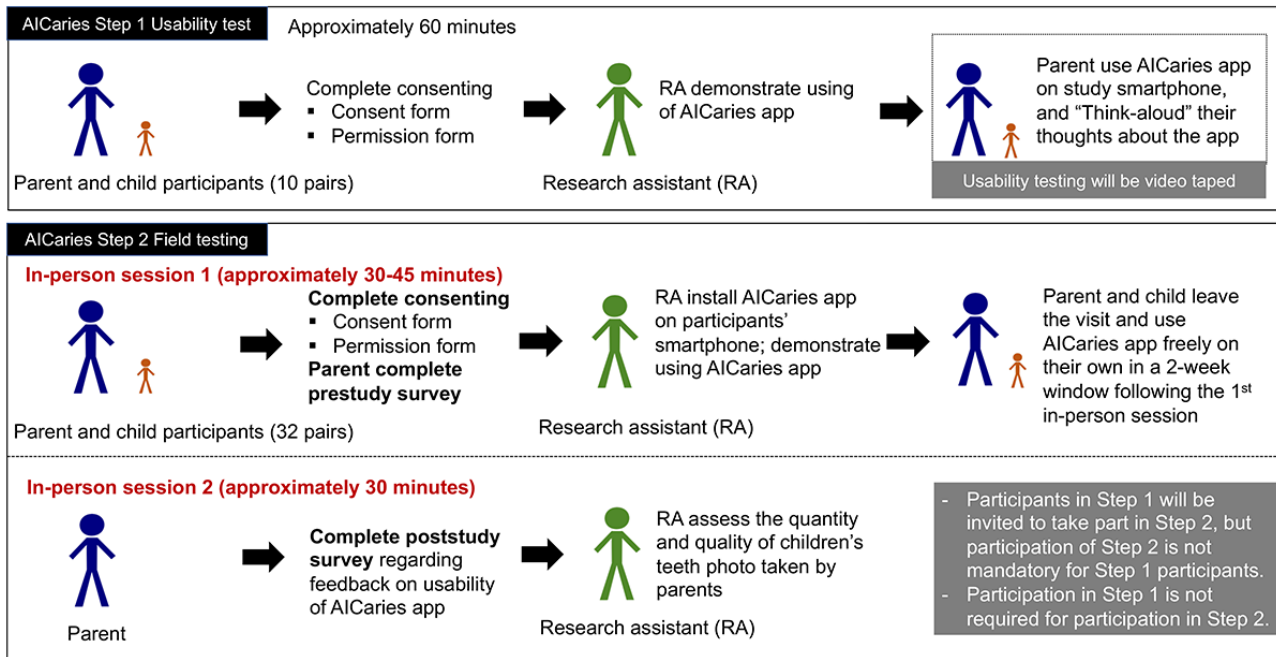 AICaries Step 1 Usability test
Approximately 60 minutes
Parent and child participants (10 pairs)
Complete consenting
▪ Consent form
▪ Permission form
RA demonstrate using
of AICaries app
Research assistant (RA)
Parent use AICaries app
on study smartphone,
and “Think-aloud” their
thoughts about the app
Usability testing will be video taped
AICaries Step 2 Field testing
In-person session 1 (approximately 30-45 minutes)
Parent and child participants (32 pairs)
Complete consenting
▪ Consent form
▪ Permission form
Parent complete
prestudy survey
RA install AICaries app
on participants’
smartphone; demonstrate
using AICaries app
Research assistant (RA)
Parent and child leave
the visit and use
AICaries app freely on
their own in a 2-week
window following the 1st
in-person session
In-person session 2 (approximately 30 minutes)
Parent
Complete poststudy
survey regarding
feedback on usability
of AICaries app
RA assess the quantity
and quality of children’s
teeth photo taken by
parents
Research assistant (RA)
- Participants in Step 1 will be
invited to take part in Step 2, but
participation of Step 2 is not
mandatory for Step 1 participants.
- Participation in Step 1 is not
required for participation in Step 2.